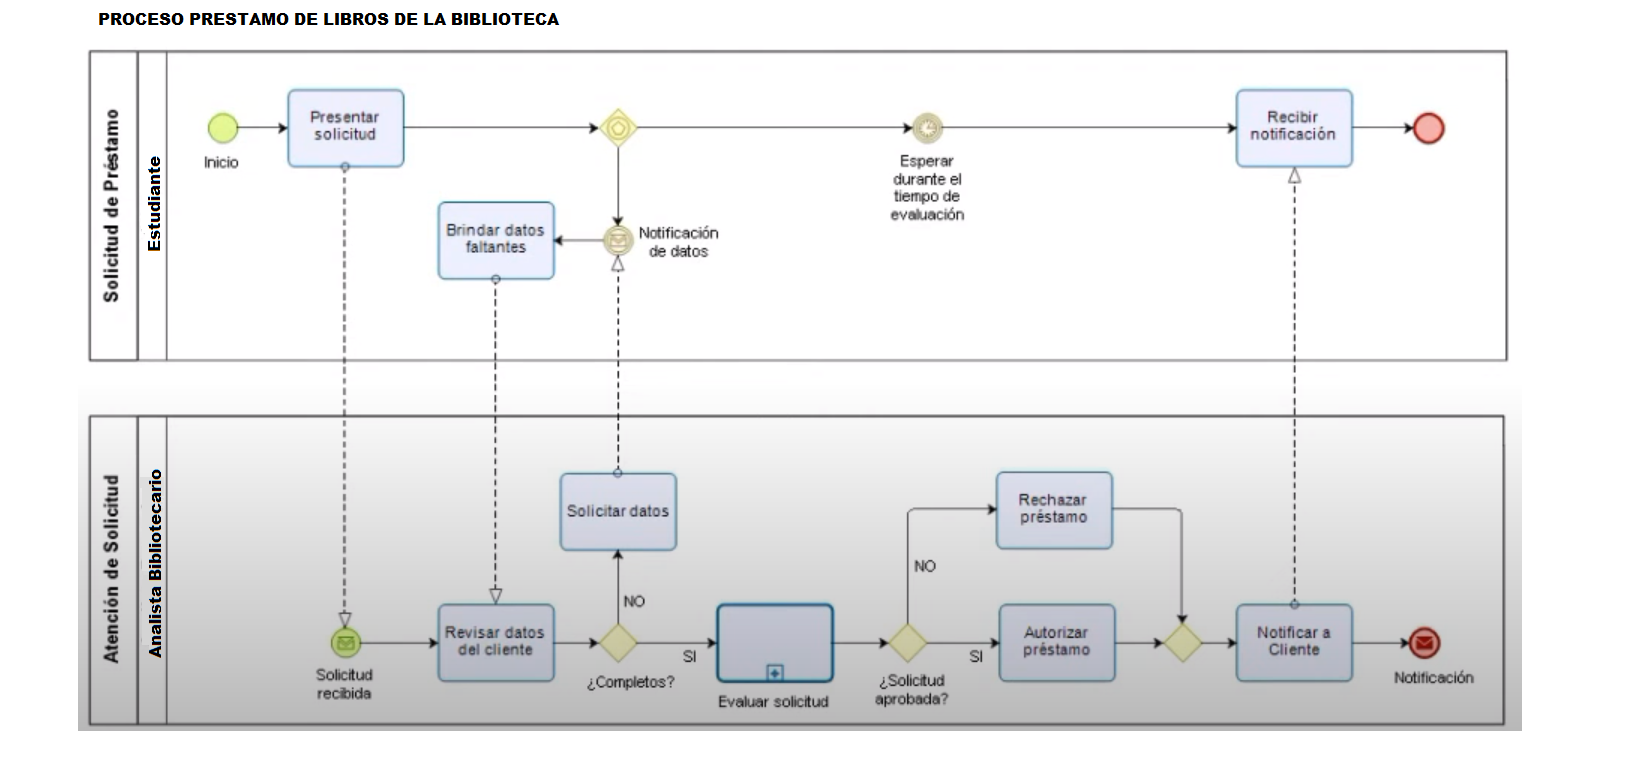 PROCESO PRESTAMO DE LIBROS DE LA BIBLIOTECA
Solicitud de Préstamo
Estudiante
Inicio
Presentar
solicitud
Brindar datos
faltantes
Notificación
de datos
Esperar
durante el
tiempo de
evaluación
Recibir
notificación
Atención de Solicitud
Analista Bibliotecario
Solicitud
recibida
Revisar datos
del cliente
Solicitar datos
NO
SI
¿Completos?
Evaluar solicitud
¿Solicitud
aprobada?
NO
SI
Rechazar
préstamo
Autorizar
préstamo
Notificar a
Cliente
Notificación